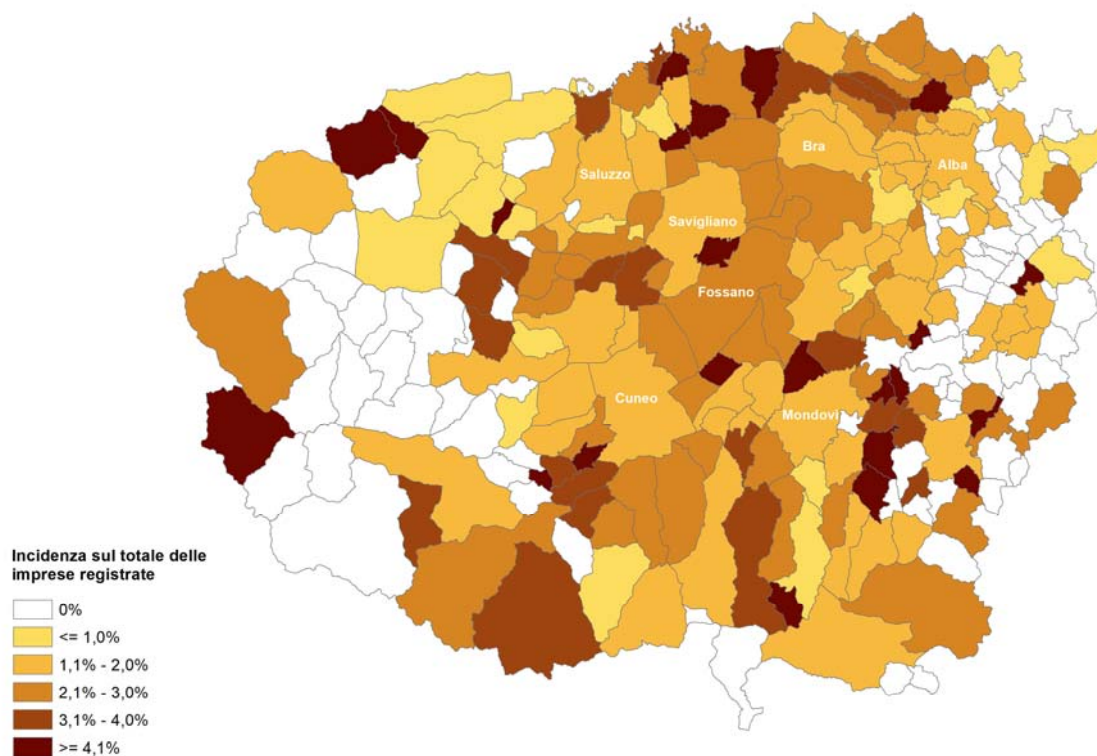 Bra
Alba
Saluzzo
Savigliano
Fossano
Cuneo
Mondovì
Incidenza sul totale delle
imprese registrate
0%
<= 1,0%
1,1% - 2,0%
2,1% - 3,0%
3,1% - 4,0%
>= 4,1%